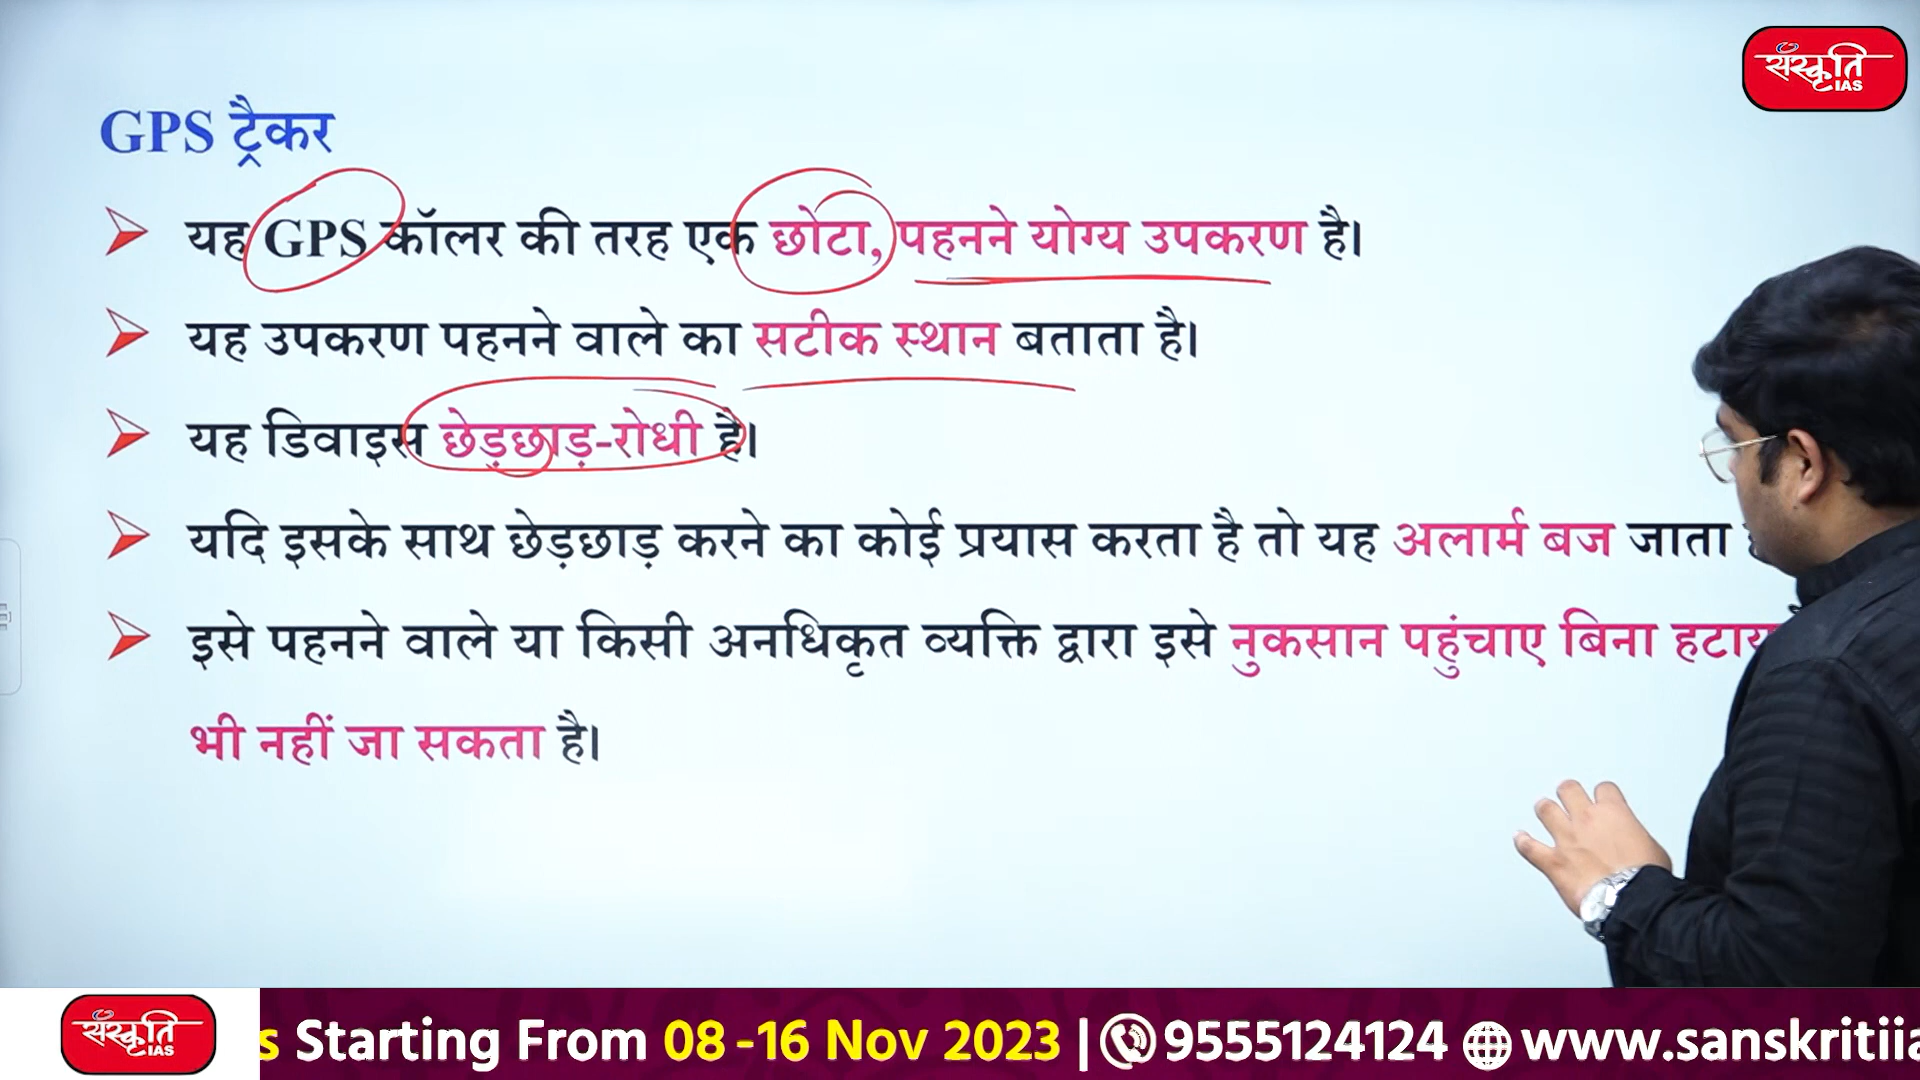 संस्कृति
IAS
GPS ट्रैकर
यह GPS कॉलर की तरह एक छोटा, पहनने योग्य उपकरण है।
यह उपकरण पहनने वाले का सटीक स्थान बताता है।
यह डिवाइस छेड़छाड़-रोधी है।
यदि इसके साथ छेड़छाड़ करने का कोई प्रयास करता है तो यह अलार्म बज जाता
इसे पहनने वाले या किसी अनधिकृत व्यक्ति द्वारा इसे नुकसान पहुंचाए बिना
भी नहीं जा सकता है।
संस्कृति
IAS
Starting From 08 -16 Nov 2023 | 9555124124 www.sanskritiia